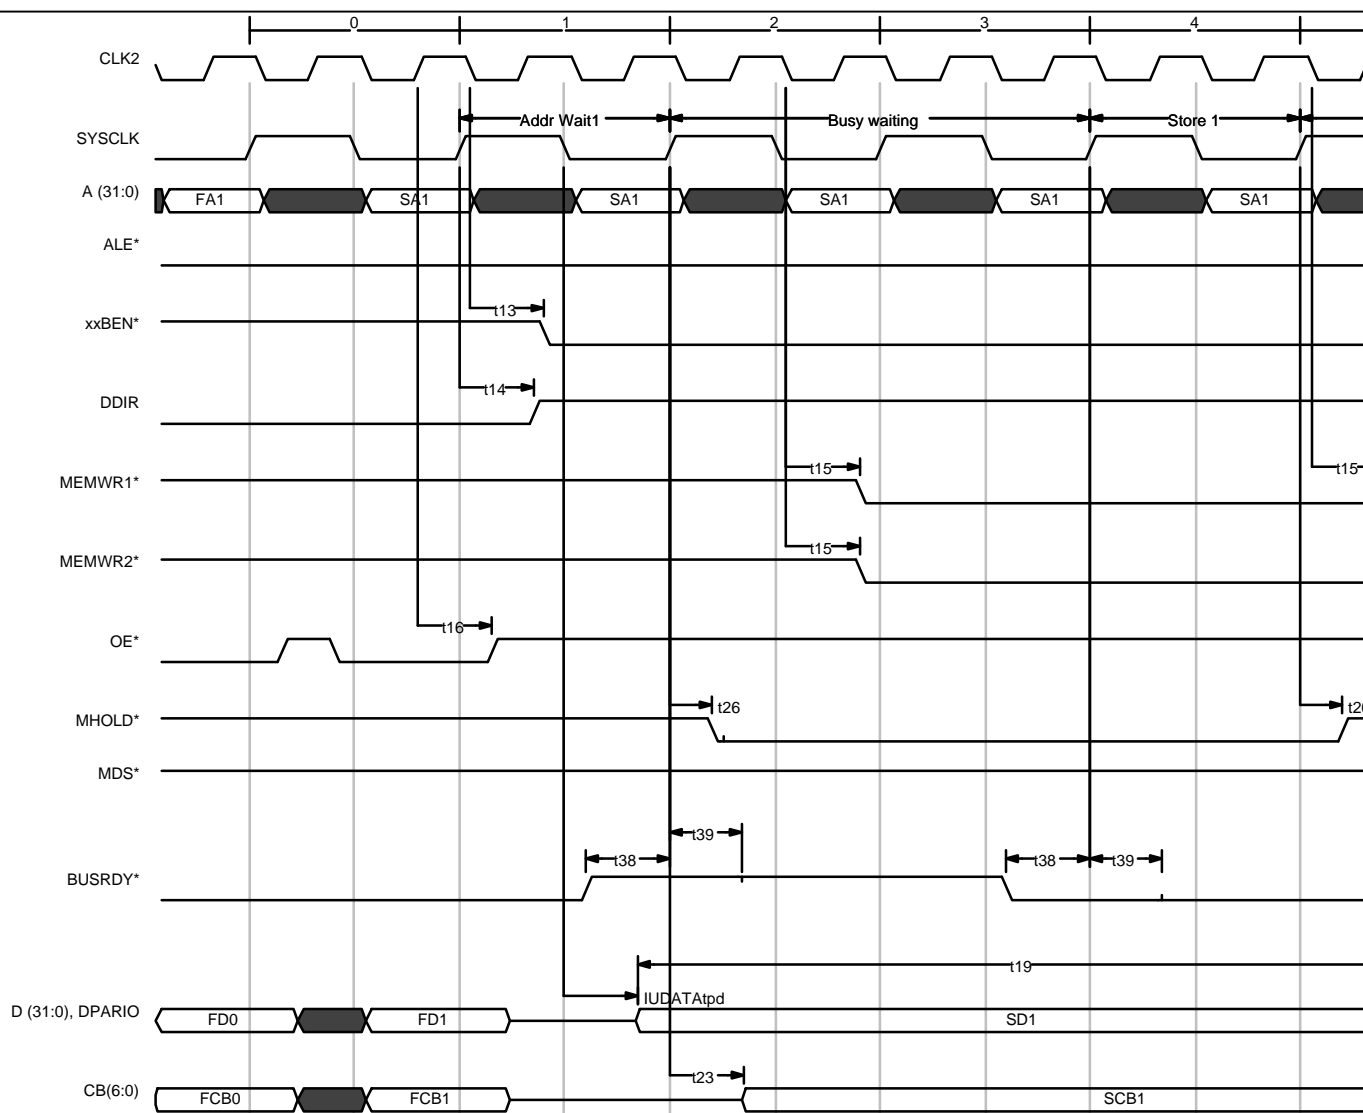 0 1 2 3 4
CLK2
Addr Wait1 Busy waiting Store 1
SYSCLK
A (31:0) FA1 SA1 SA1 SA1 SA1 SA1
ALE*
t13
xxBEN*
t14
DDIR
t15 t15
MEMWR1*
t15
MEMWR2*
t16
OE*
t26 t26
MHOLD*
MDS*
t39
t38 t38 t39
BUSRDY*
t19
IUDATAtpd
D (31:0), DPARIO FD0 FD1 SD1
t23
CB(6:0) FCB0 FCB1 SCB1